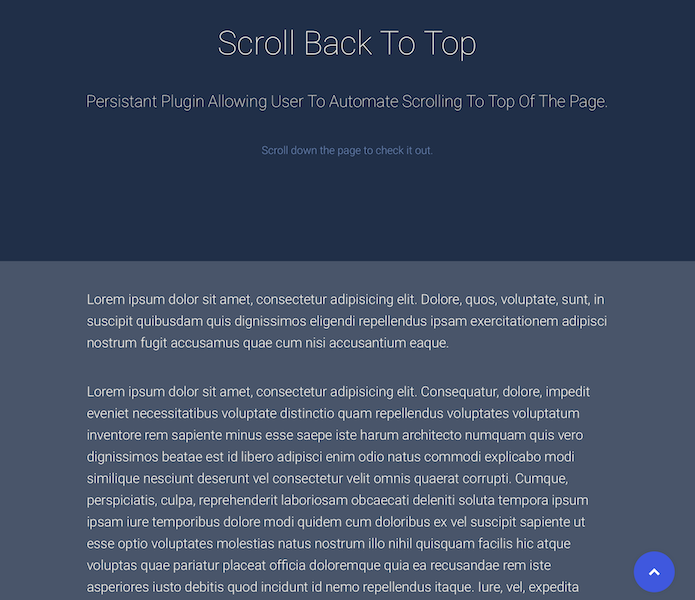 Scroll Back To Top
Persistant Plugin Allowing User To Automate Scrolling To Top Of The Page.
Scroll down the page to check it out.
Lorem ipsum dolor sit amet, consectetur adipisicing elit. Dolore, quos, voluptate, sunt, in
suscipit quibusdam quis dignissimos eligendi repellendus ipsam exercitationem adipisci
nostrum fugit accusamus quae cum nisi accusantium eaque.
Lorem ipsum dolor sit amet, consectetur adipisicing elit. Consequatur, dolore, impedit
eveniet necessitatibus voluptate distinctio quam repellendus voluptates voluptatum
inventore rem sapiente minus esse saepe iste harum architecto numquam quis vero
dignissimos beatae est id libero adipisci enim odio natus commodi explicabo modi
similique nesciunt deserunt vel consectetur velit omnis quaerat corrupti. Cumque,
perspiciatis, culpa, reprehenderit laboriosam obcaecati deleniti soluta tempora ipsum
ipsam iure temporibus dolore modi quidem cum doloribus ex vel suscipit sapiente ut
esse optio voluptates molestias natus nostrum illo nihil quisquam facilis hic atque
voluptas quae pariatur placeat officia doloremque quia ea recusandae rem iste
asperiores iusto debitis quod incidunt id nemo repellendus itaque. Iure, vel, expedita